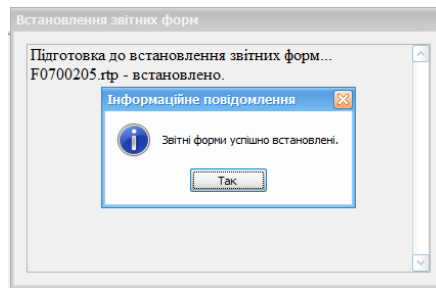 Встановлення звітних форм
Підготовка до встановлення звітних форм...
F0700205.rtp - встановлено.
Інформаційне повідомлення
Звітні форми успішно встановлені.
Так